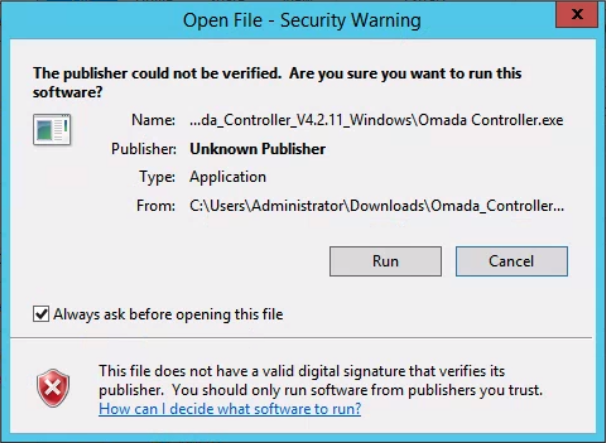 Open File - Security Warning
X
The publisher could not be verified. Are you sure you want to run this
software?
Name: ...da_Controller_V4.2.11_Windows\Omada Controller.exe
Publisher: Unknown Publisher
Type: Application
From: C:\Users\Administrator\Downloads\Omada_Controller...
Run Cancel
Always ask before opening this file
This file does not have a valid digital signature that verifies its
publisher. You should only run software from publishers you trust.
How can I decide what software to run?